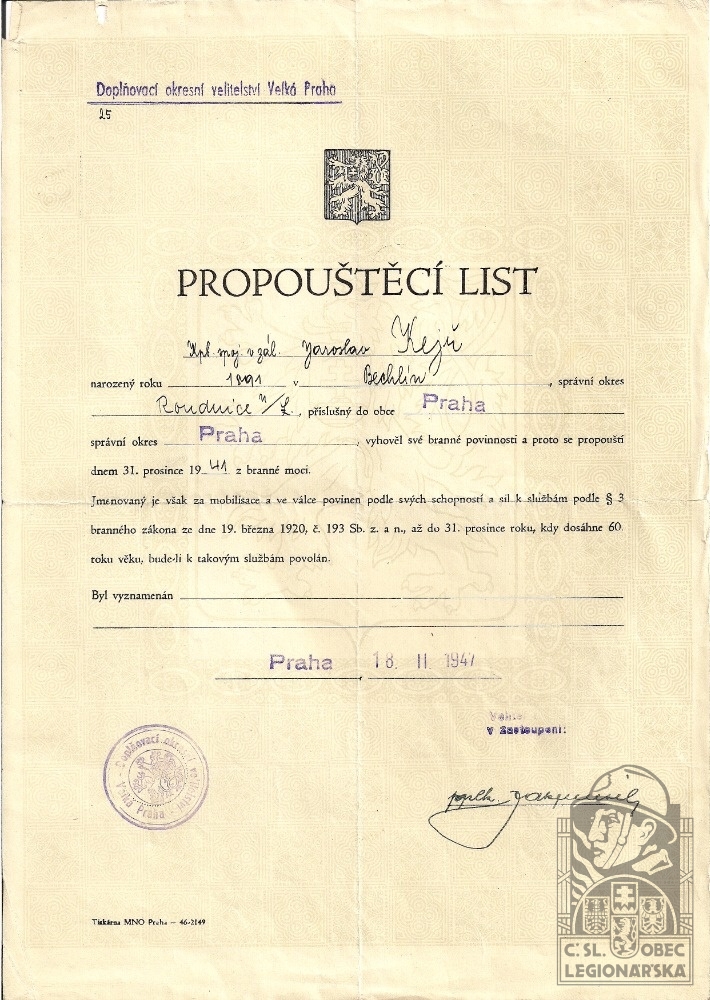 Doplňovací okresní velitelství Velká Praha
25
PROPOUŠTĚCÍ LIST
spoj. v zál. Jaroslav Kejř
narozený roku 1891 v Bechlín, správní okres
Roudnice n/L., příslušný do obce Praha
správní okres Praha, vyhověl své branné povinnosti a proto se propouští
dnem 31. prosince 1941 z branné moci.
Jmenovaný je však za mobilisace a ve válce povinen podle svých schopností a sil k službám podle § 3
branného zákona ze dne 19. března 1920, č. 193 Sb. z. a n., až do 31. prosince roku, kdy dosáhne 60.
roku věku, bude-li k takovým službám povolán.
Byl vyznamenán
Praha 18. II. 1947
V zastoupení:
pplk.
Doplňovací okresní velitelství
Velká Praha
Tiskárna MNO Praha — 46-2149
Č. SL. OBEC
LEGIONÁŘSKÁ